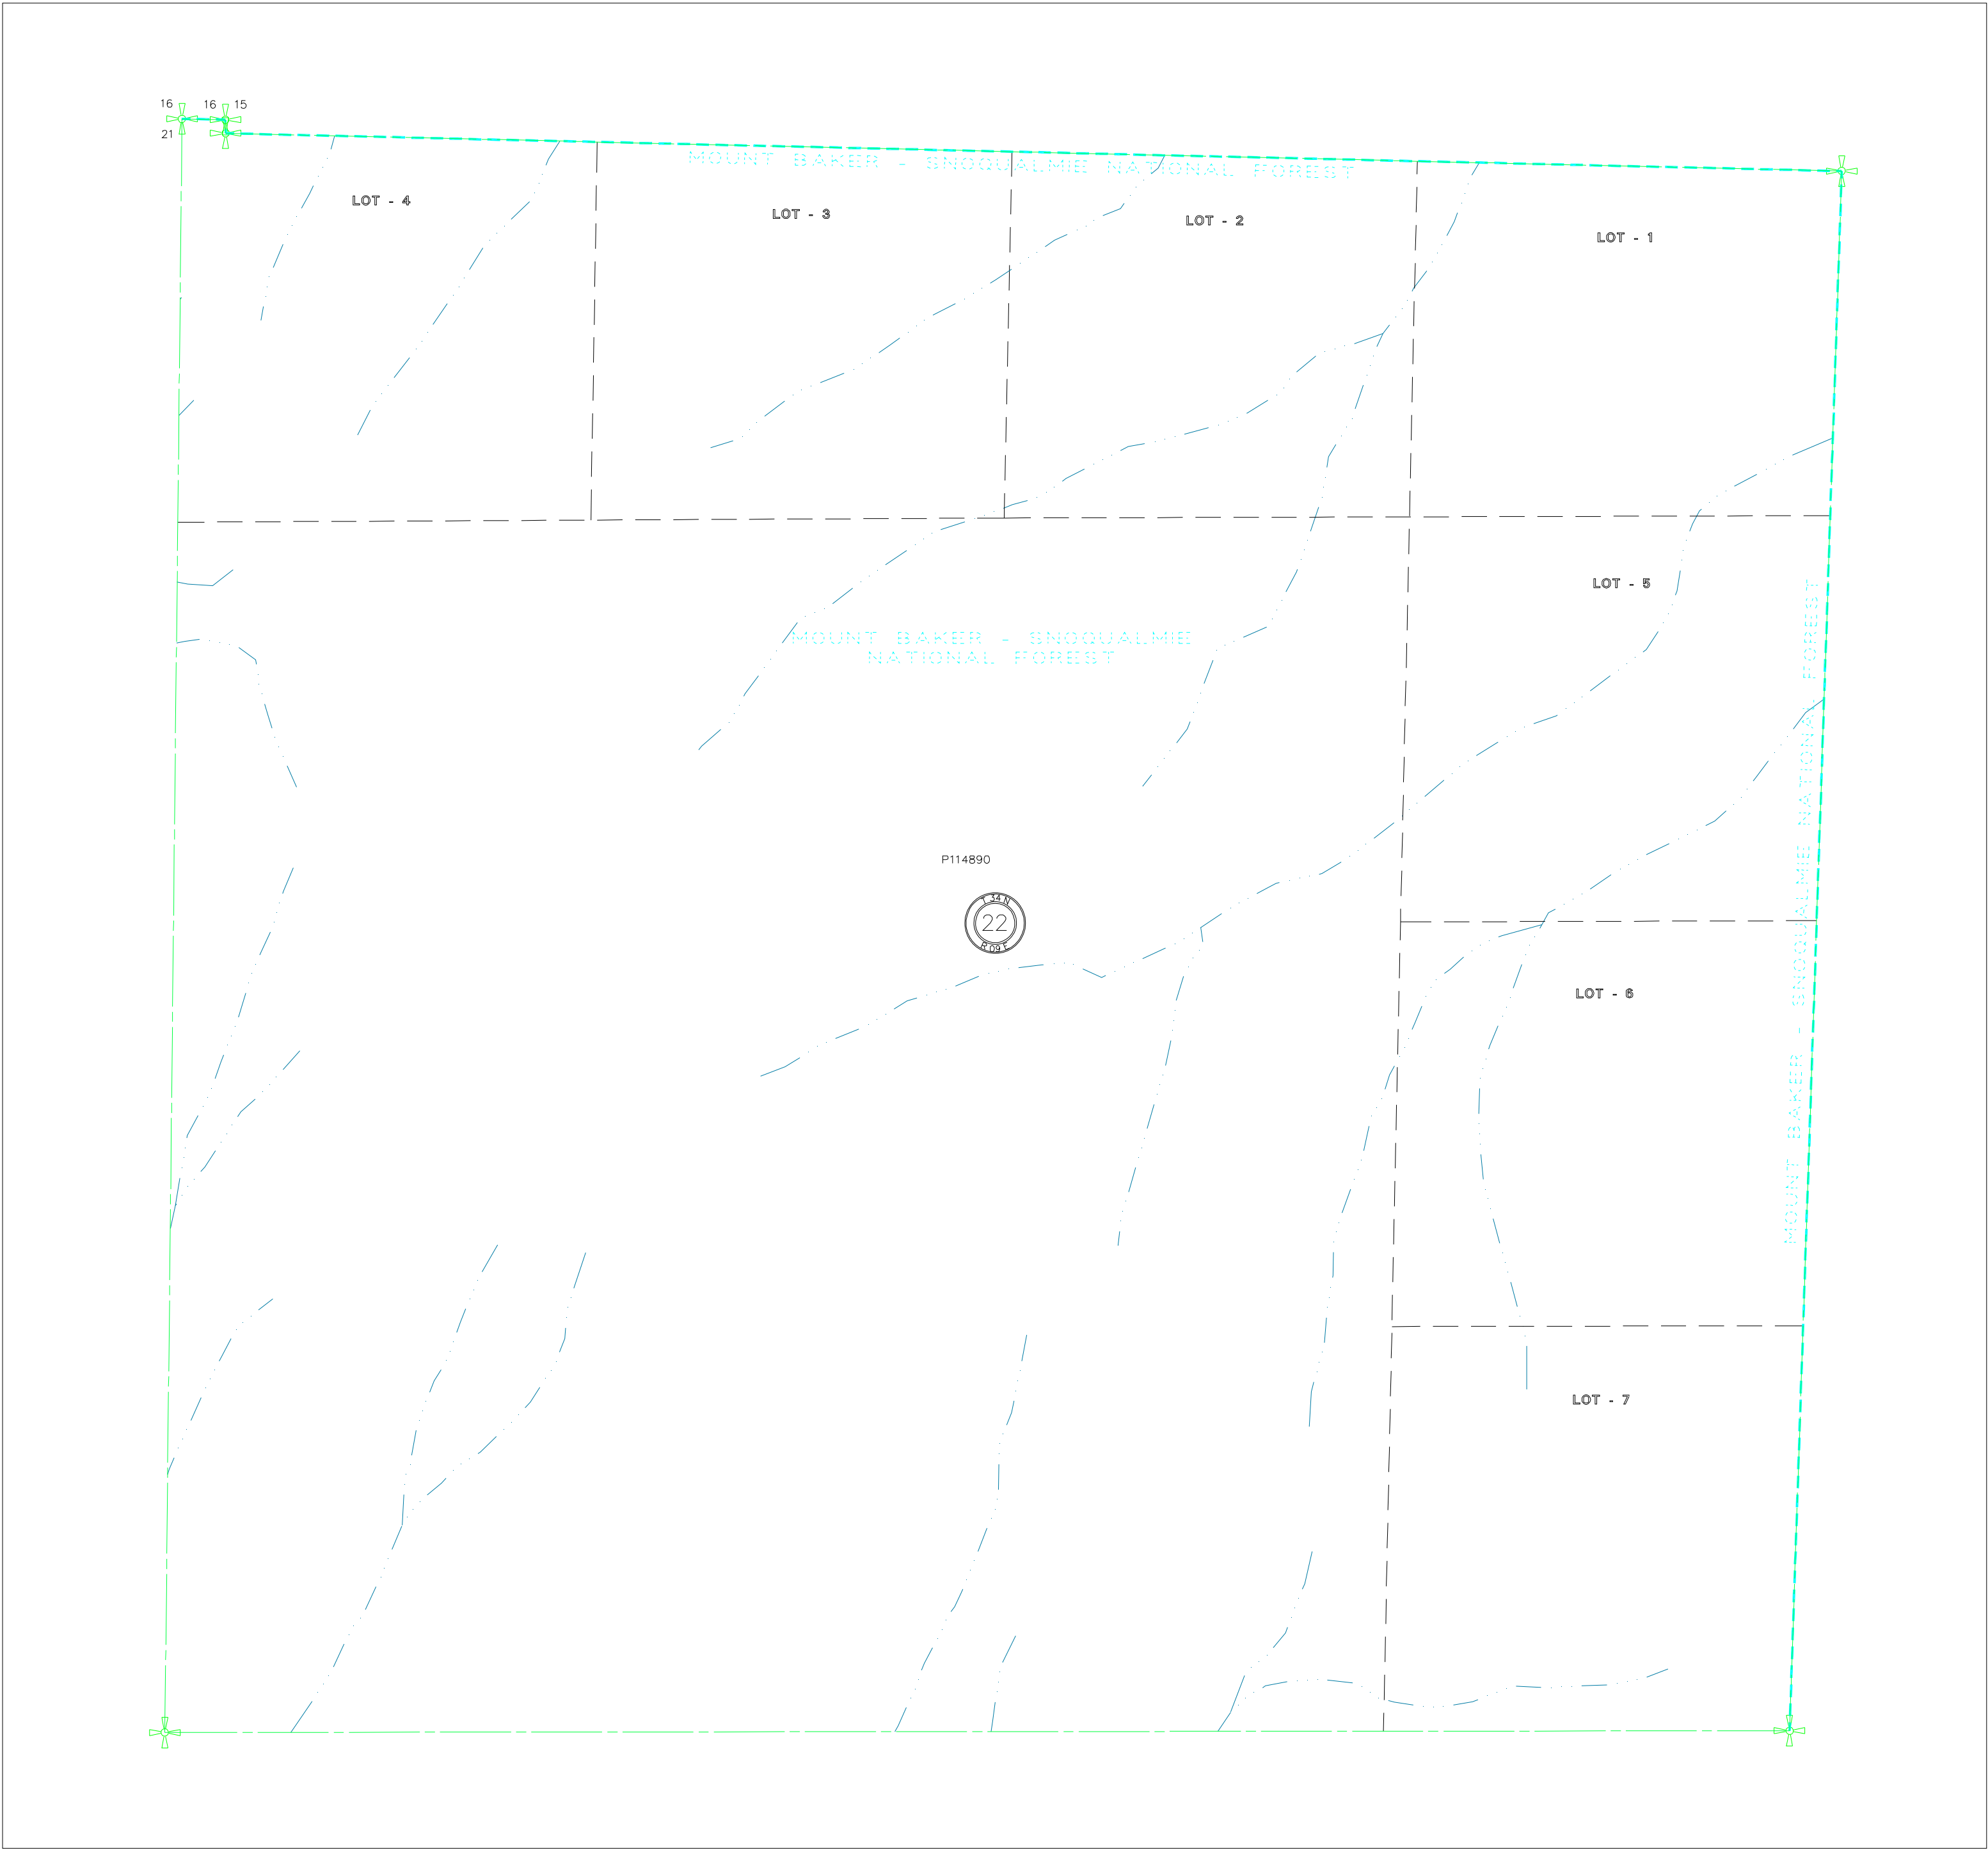 16 16 15
21
MOUNT BAKER - SNOQUALMIE NATIONAL FOREST
LOT - 4
LOT - 3
LOT - 2
LOT - 1
LOT - 5
MOUNT BAKER - SNOQUALMIE
NATIONAL FOREST
MOUNT BAKER - SNOQUALMIE NATIONAL FOREST
P114890
T.34 N
22
R.09 E
LOT - 6
LOT - 7